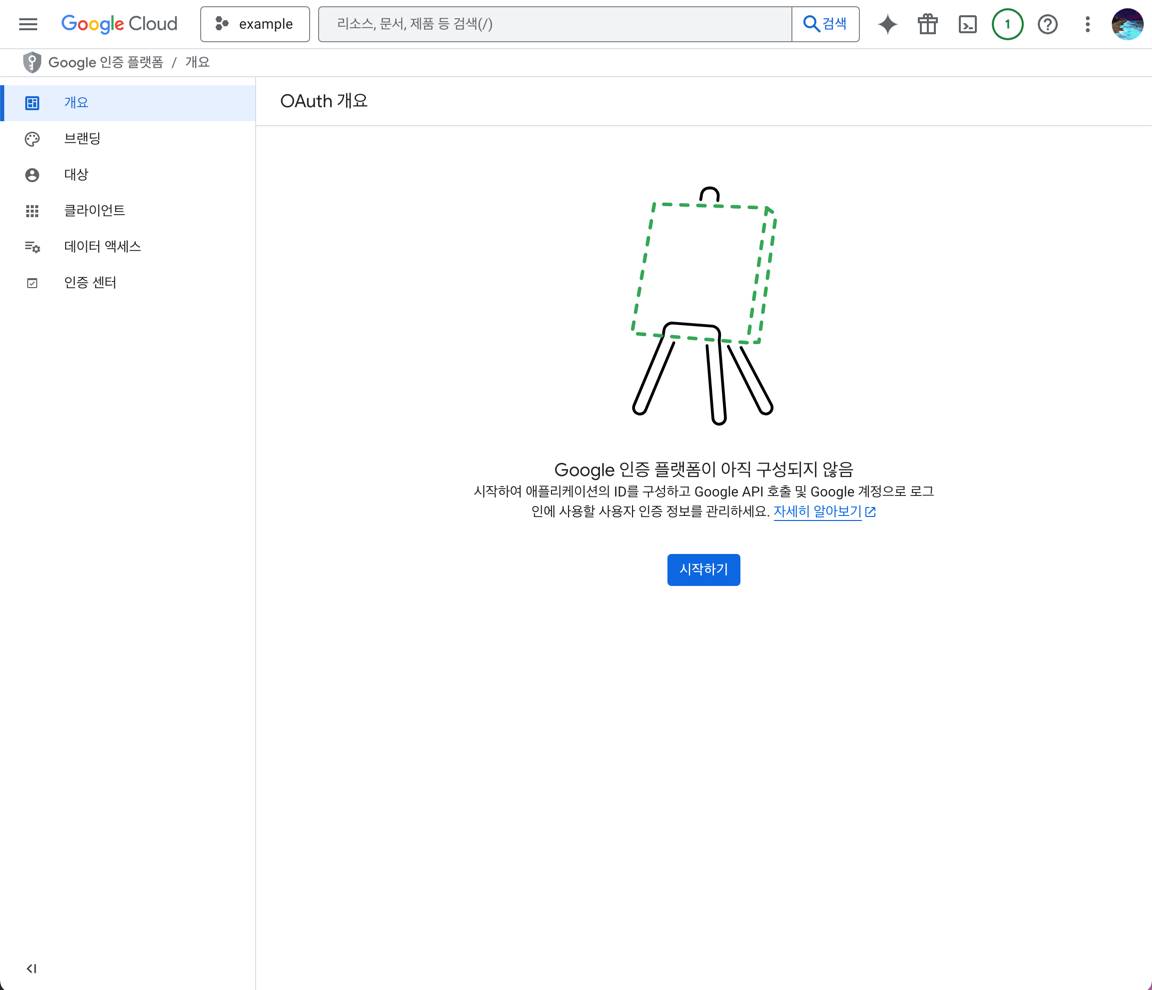 Google Cloud
example
리소스, 문서, 제품 등 검색(/)
검색
1
Google 인증 플랫폼 / 개요
개요
브랜딩
대상
클라이언트
데이터 액세스
인증 센터
OAuth 개요
Google 인증 플랫폼이 아직 구성되지 않음
시작하여 애플리케이션의 ID를 구성하고 Google API 호출 및 Google 계정으로 로그
인에 사용할 사용자 인증 정보를 관리하세요. 자세히 알아보기
시작하기